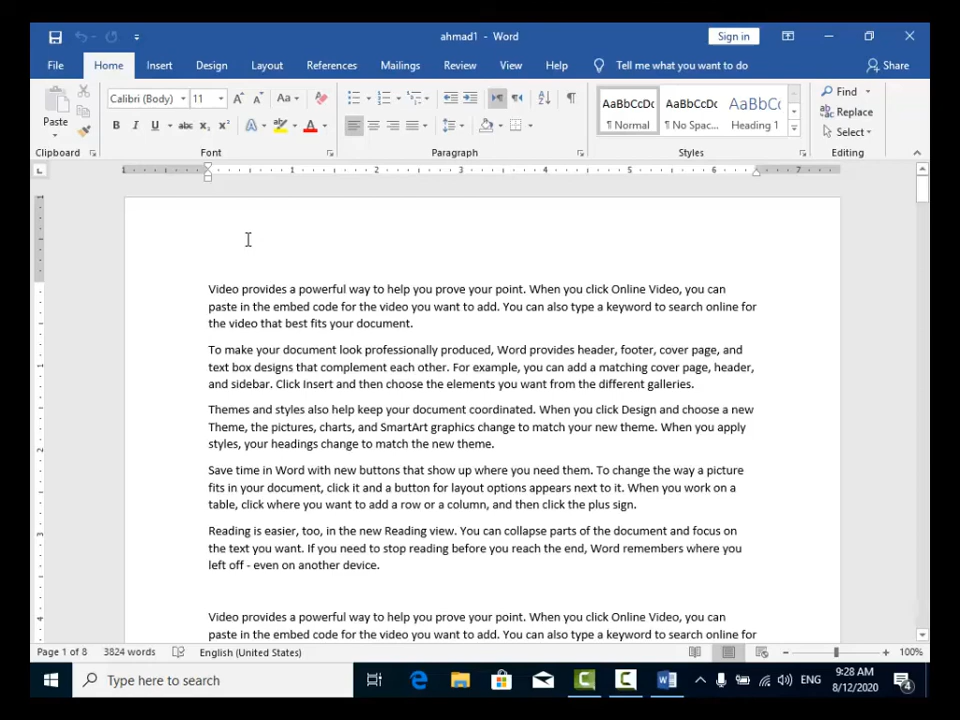 ahmad1 - Word
Sign in
File Home Insert Design Layout References Mailings Review View Help Tell me what you want to do Share
Calibri (Body) 11 Aa
Paste
B I U abc x₂ x² A A
AaBbCcDc AaBbCcDc AaBbCc
¶ Normal ¶ No Spac... Heading 1
Find
Replace
Select
Clipboard Font Paragraph Styles Editing
1 1 2 3 4 5 6 7
Video provides a powerful way to help you prove your point. When you click Online Video, you can
paste in the embed code for the video you want to add. You can also type a keyword to search online for
the video that best fits your document.
To make your document look professionally produced, Word provides header, footer, cover page, and
text box designs that complement each other. For example, you can add a matching cover page, header,
and sidebar. Click Insert and then choose the elements you want from the different galleries.
Themes and styles also help keep your document coordinated. When you click Design and choose a new
Theme, the pictures, charts, and SmartArt graphics change to match your new theme. When you apply
styles, your headings change to match the new theme.
Save time in Word with new buttons that show up where you need them. To change the way a picture
fits in your document, click it and a button for layout options appears next to it. When you work on a
table, click where you want to add a row or a column, and then click the plus sign.
Reading is easier, too, in the new Reading view. You can collapse parts of the document and focus on
the text you want. If you need to stop reading before you reach the end, Word remembers where you
left off - even on another device.
Video provides a powerful way to help you prove your point. When you click Online Video, you can
paste in the embed code for the video you want to add. You can also type a keyword to search online for
Page 1 of 8 3824 words English (United States) 100%
Type here to search
ENG
9:28 AM
8/12/2020
4